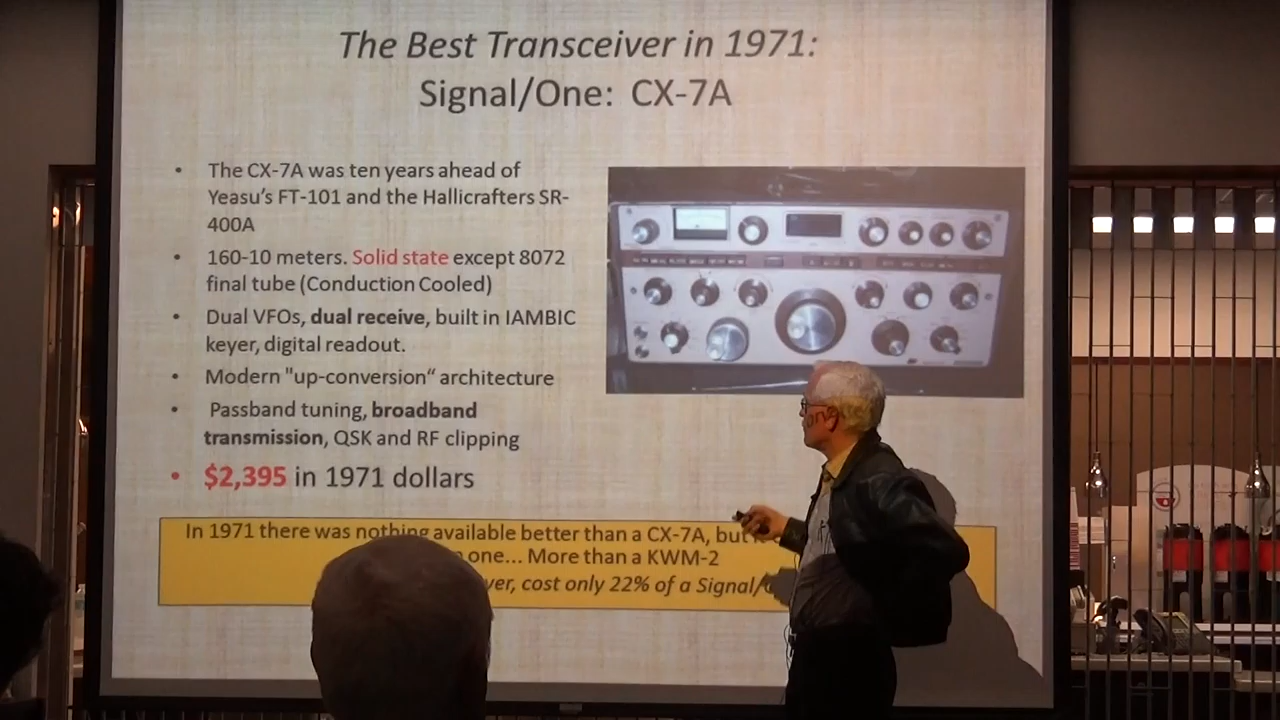 The Best Transceiver in 1971:
Signal/One: CX-7A
• The CX-7A was ten years ahead of
Yeasu's FT-101 and the Hallicrafters SR-
400A
• 160-10 meters. Solid state except 8072
final tube (Conduction Cooled)
• Dual VFOs, dual receive, built in IAMBIC
keyer, digital readout.
• Modern "up-conversion“ architecture
• Passband tuning, broadband
transmission, QSK and RF clipping
• $2,395 in 1971 dollars
In 1971 there was nothing available better than a CX-7A, but
one... More than a KWM-2
cost only 22% of a Signal/